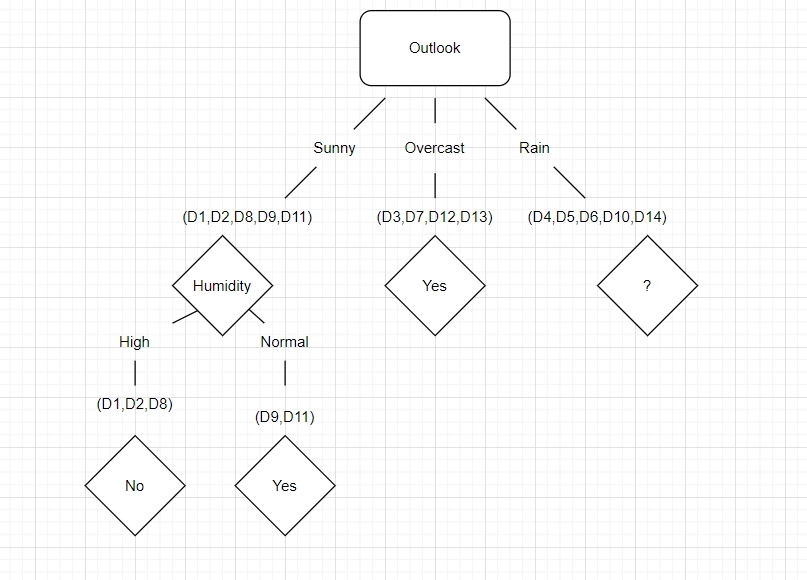 Outlook
Sunny
Overcast
Rain
(D1,D2,D8,D9,D11)
(D3,D7,D12,D13)
(D4,D5,D6,D10,D14)
Humidity
Yes
?
High
Normal
(D1,D2,D8)
(D9,D11)
No
Yes